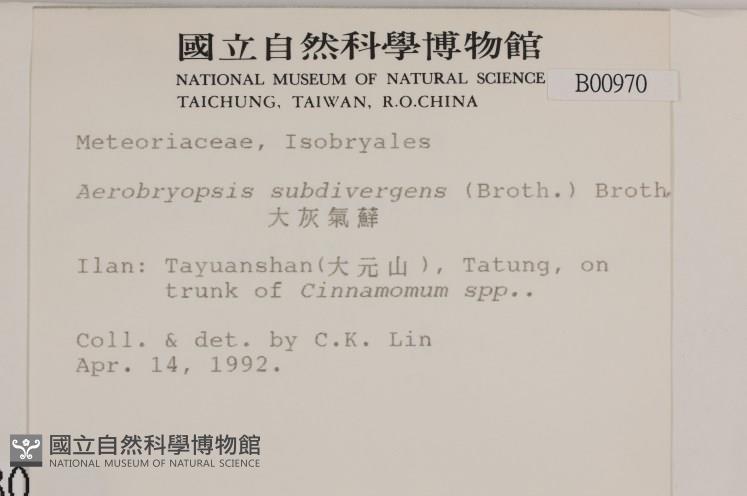 國立自然科學博物館
NATIONAL MUSEUM OF NATURAL SCIENCE
TAICHUNG, TAIWAN, R.O.CHINA
B00970
Meteoriaceae, Isobryales
Aerobryopsis subdivergens (Broth.) Broth.
大灰氣蘚
Ilan: Tayuanshan(大元山), Tatung, on
trunk of Cinnamomum spp..
Coll. & det. by C.K. Lin
Apr. 14, 1992.
國立自然科學博物館
NATIONAL MUSEUM OF NATURAL SCIENCE